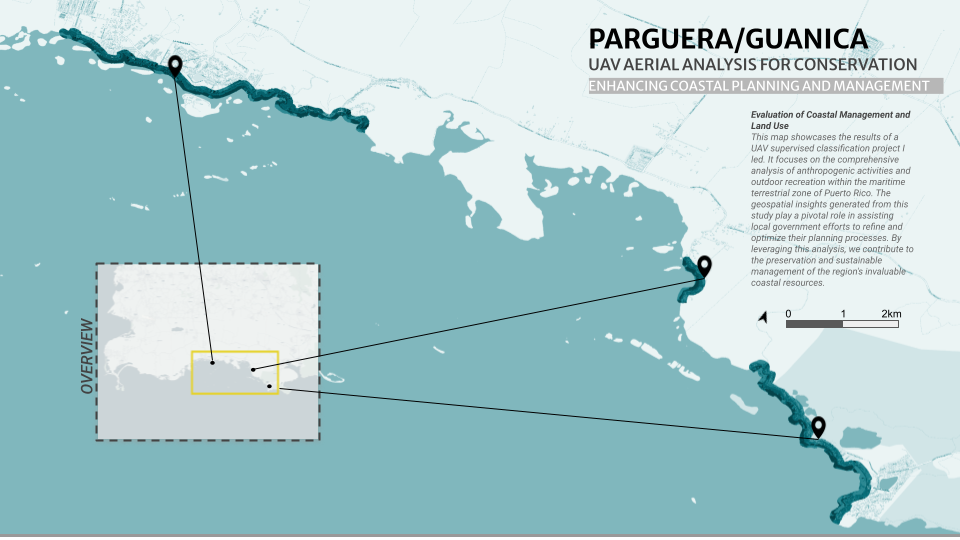 PARGUERA/GUANICA
UAV AERIAL ANALYSIS FOR CONSERVATION
ENHANCING COASTAL PLANNING AND MANAGEMENT
Evaluation of Coastal Management and
Land Use
This map showcases the results of a
UAV supervised classification project I
led. It focuses on the comprehensive
analysis of anthropogenic activities and
outdoor recreation within the maritime
terrestrial zone of Puerto Rico. The
geospatial insights generated from this
study play a pivotal role in assisting
local government efforts to refine and
optimize their planning processes. By
leveraging this analysis, we contribute to
the preservation and sustainable
management of the region's invaluable
coastal resources.
0 1 2km
OVERVIEW